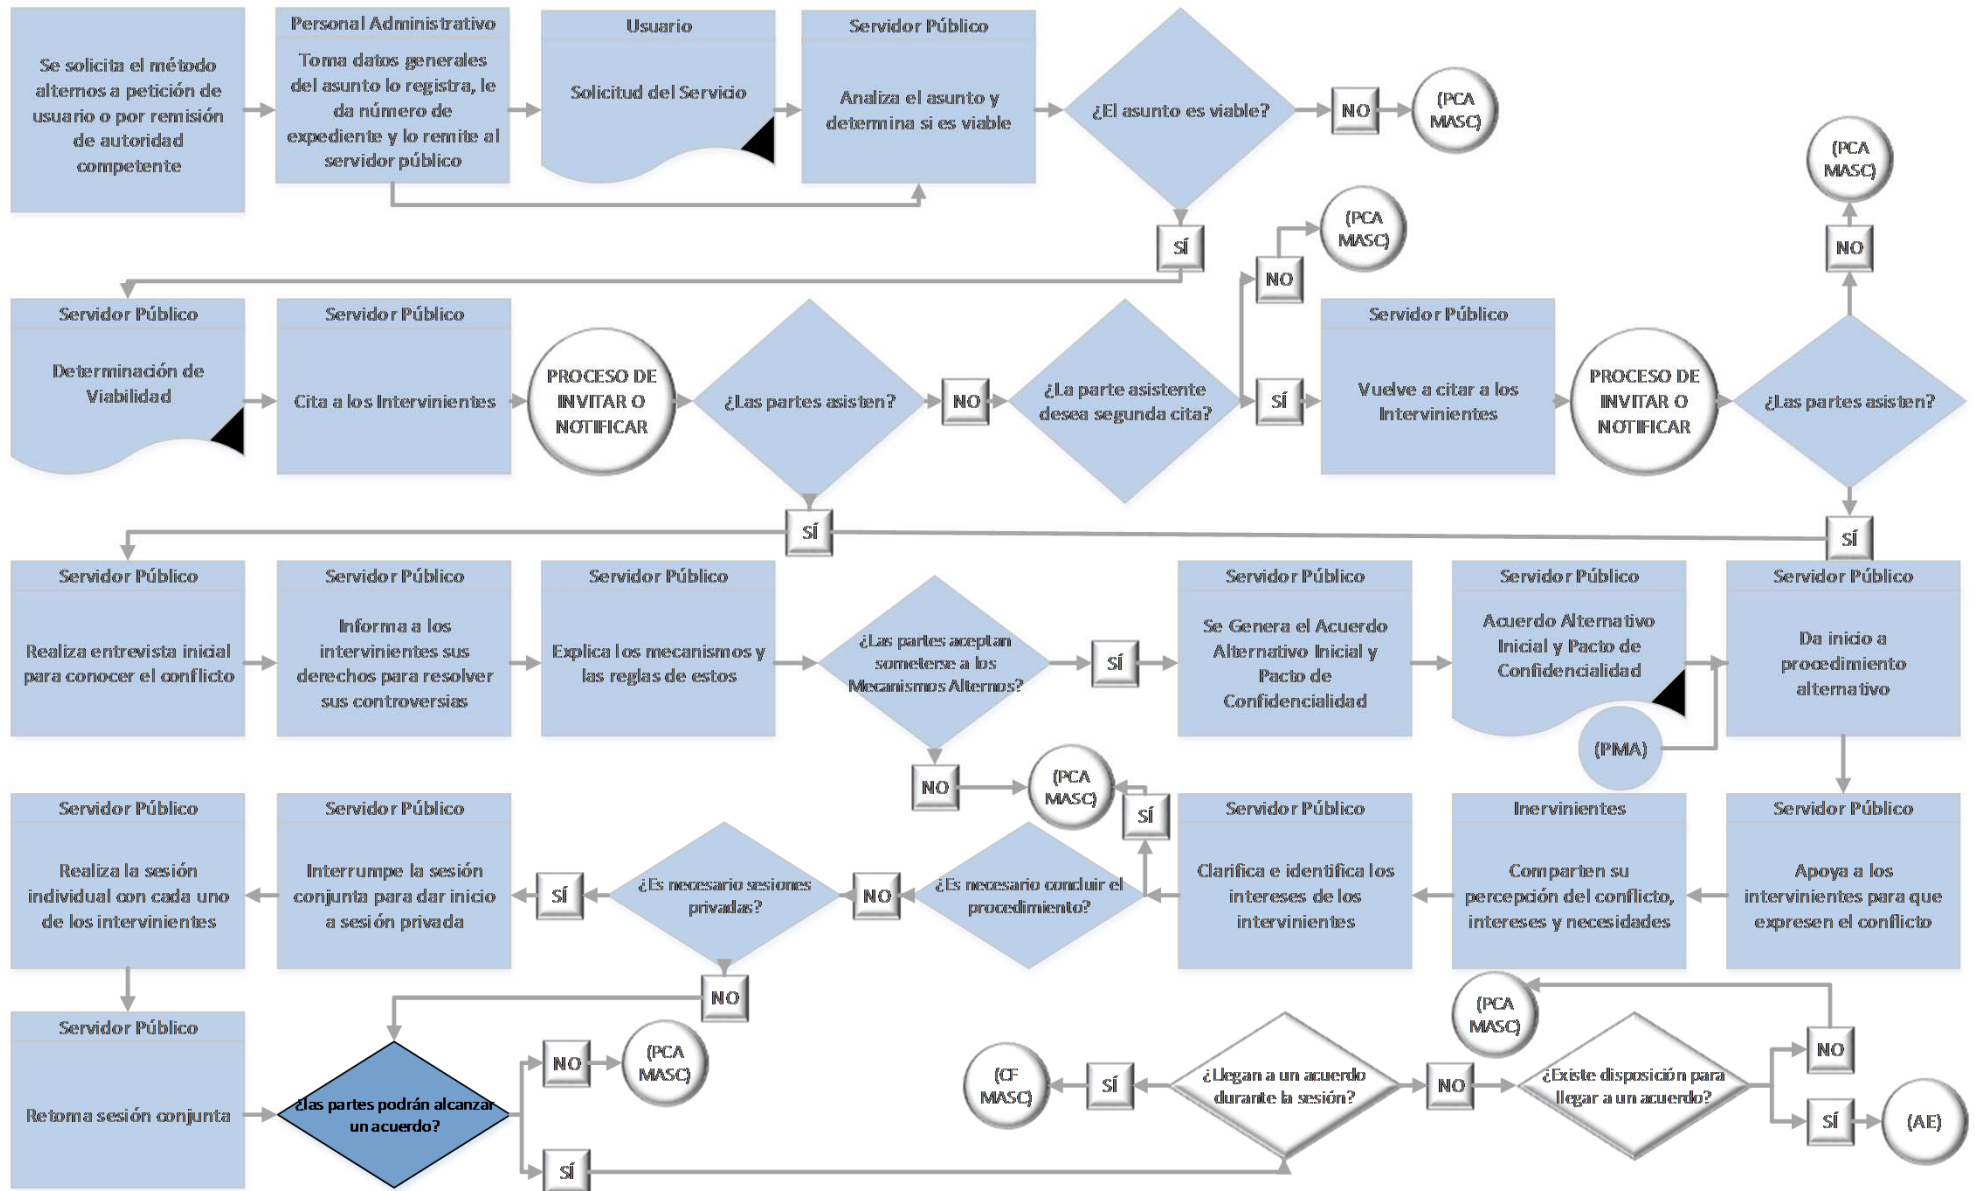 Se solicita el método
alternos a petición de
usuario o por remisión
de autoridad
competente
Personal Administrativo
Toma datos generales
del asunto lo registra, le
da número de
expediente y lo remite al
servidor público
Usuario
Solicitud del Servicio
Servidor Público
Analiza el asunto y
determina si es viable
¿El asunto es viable?
NO
(PCA
MASC)
SÍ
(PCA
MASC)
NO
(PCA
MASC)
NO
Servidor Público
Determinación de
Viabilidad
Servidor Público
Cita a los Intervinientes
PROCESO DE
INVITAR O
NOTIFICAR
¿Las partes asisten?
NO
¿La parte asistente
desea segunda cita?
SÍ
Servidor Público
Vuelve a citar a los
Intervinientes
PROCESO DE
INVITAR O
NOTIFICAR
¿Las partes asisten?
SÍ
SÍ
Servidor Público
Realiza entrevista inicial
para conocer el conflicto
Servidor Público
Informa a los
intervinientes sus
derechos para resolver
sus controversias
Servidor Público
Explica los mecanismos y
las reglas de estos
¿Las partes aceptan
someterse a los
Mecanismos Alternos?
SÍ
Servidor Público
Se Genera el Acuerdo
Alternativo Inicial y
Pacto de
Confidencialidad
Servidor Público
Acuerdo Alternativo
Inicial y Pacto de
Confidencialidad
(PMA)
Servidor Público
Da inicio a
procedimiento
alternativo
NO
(PCA
MASC)
SÍ
Servidor Público
Realiza la sesión
individual con cada uno
de los intervinientes
Servidor Público
Interrumpe la sesión
conjunta para dar inicio
a sesión privada
SÍ
¿Es necesario sesiones
privadas?
NO
¿Es necesario concluir el
procedimiento?
Servidor Público
Clarifica e identifica los
intereses de los
intervinientes
Inervinientes
Comparten su
percepción del conflicto,
intereses y necesidades
Servidor Público
Apoya a los
intervinientes para que
expresen el conflicto
NO
Servidor Público
Retoma sesión conjunta
¿las partes podrán alcanzar
un acuerdo?
NO
(PCA
MASC)
SÍ
(CF
MASC)
SÍ
¿Llegan a un acuerdo
durante la sesión?
NO
(PCA
MASC)
¿Existe disposición para
llegar a un acuerdo?
NO
SÍ
(AE)